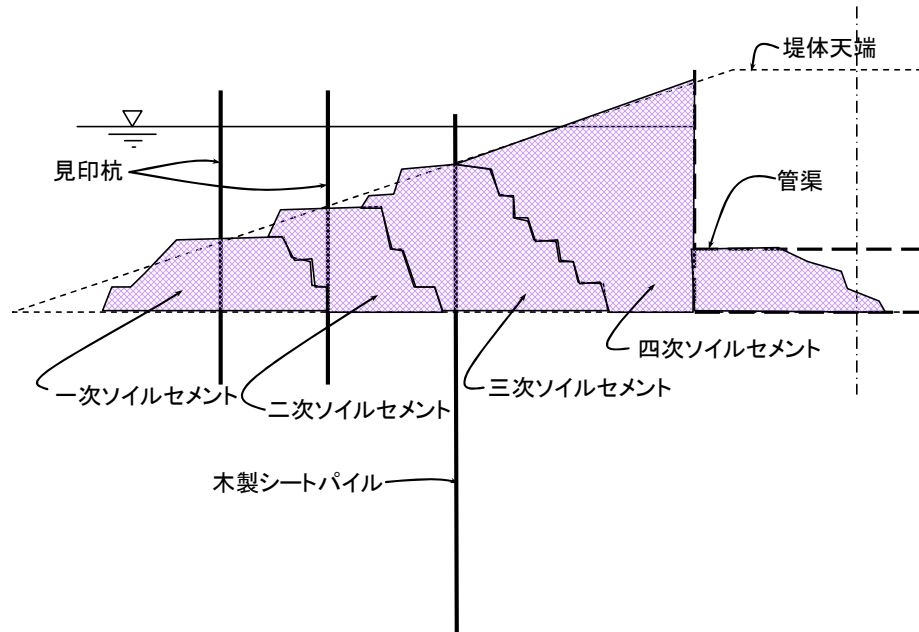 堤体天端
見印杭
管渠
四次ソイルセメント
一次ソイルセメント
三次ソイルセメント
二次ソイルセメント
木製シートパイル